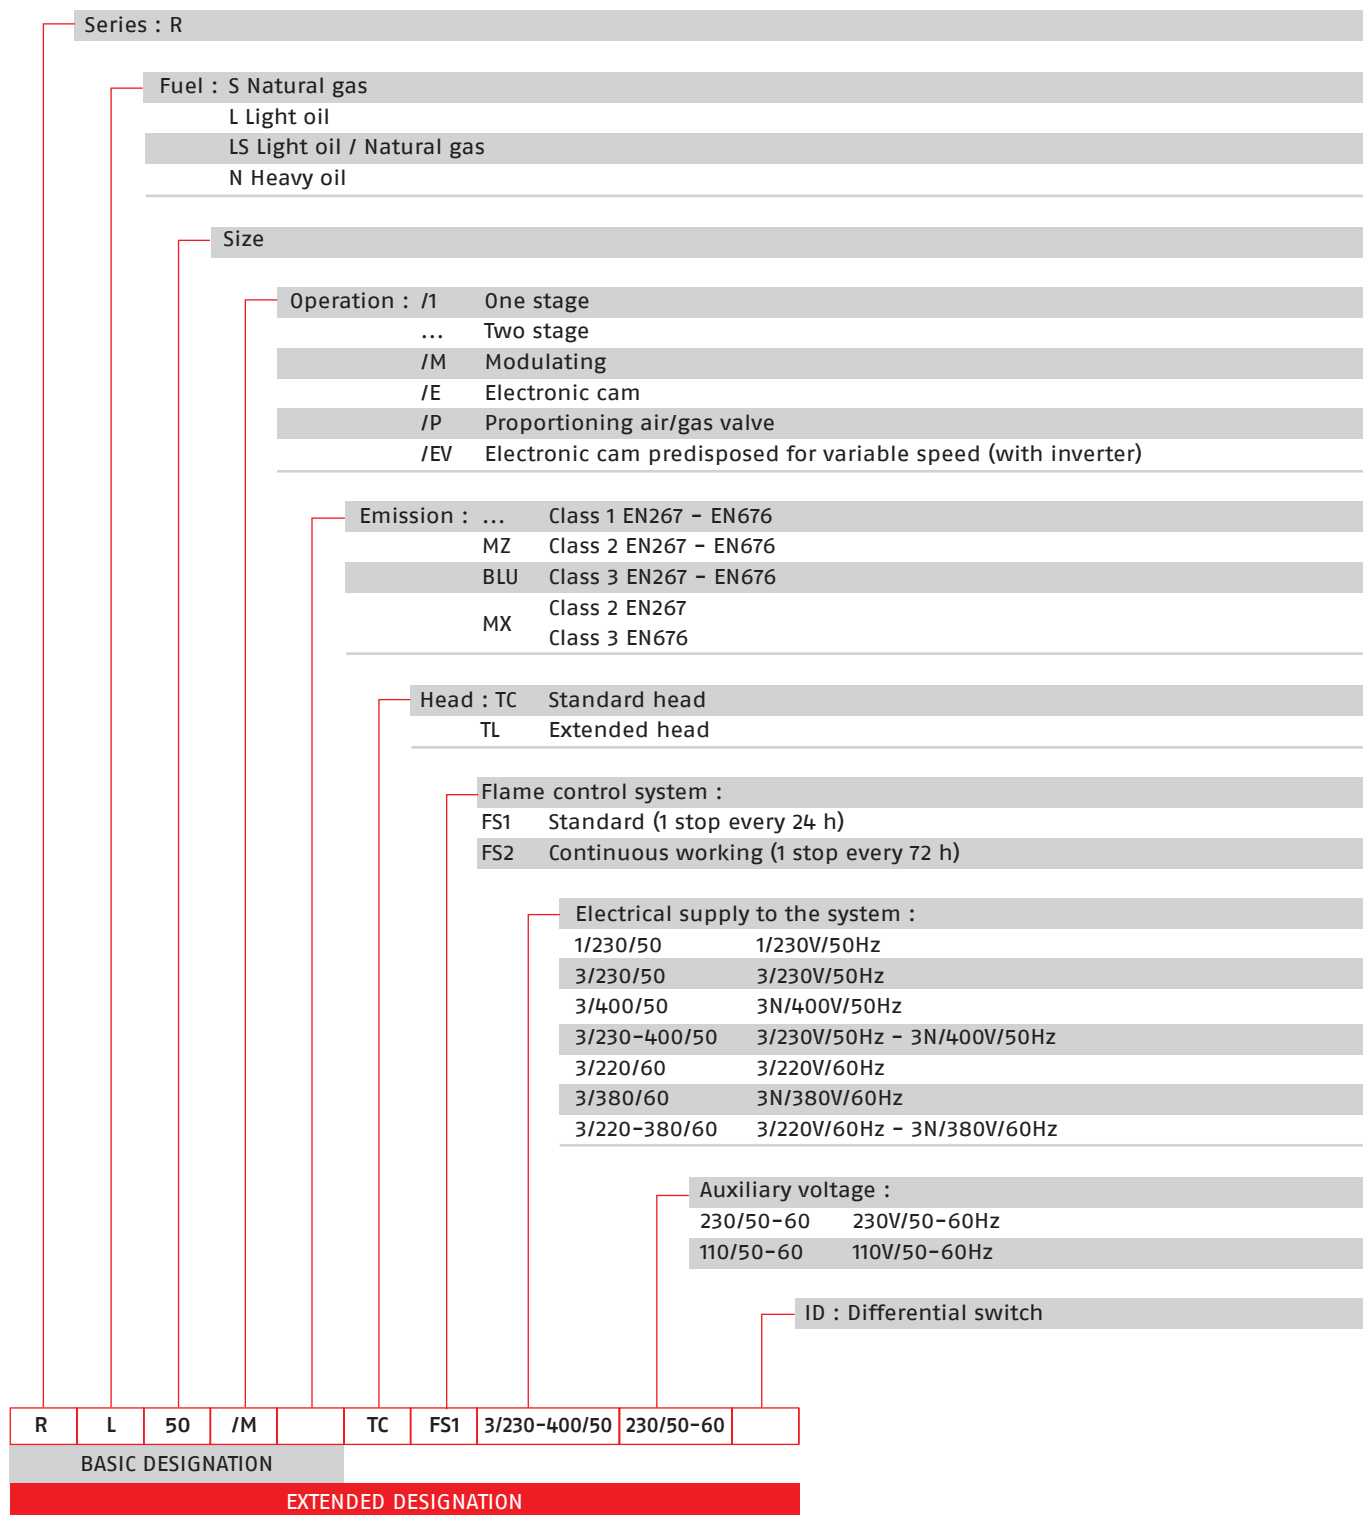 Series : R
Fuel : S Natural gas
L Light oil
LS Light oil / Natural gas
N Heavy oil
Size
Operation : /1 One stage
... Two stage
/M Modulating
/E Electronic cam
/P Proportioning air/gas valve
/EV Electronic cam predisposed for variable speed (with inverter)
Emission : ... Class 1 EN267 - EN676
MZ Class 2 EN267 - EN676
BLU Class 3 EN267 - EN676
MX Class 2 EN267
Class 3 EN676
Head : TC Standard head
TL Extended head
Flame control system :
FS1 Standard (1 stop every 24 h)
FS2 Continuous working (1 stop every 72 h)
Electrical supply to the system :
1/230/50 1/230V/50Hz
3/230/50 3/230V/50Hz
3/400/50 3N/400V/50Hz
3/230-400/50 3/230V/50Hz - 3N/400V/50Hz
3/220/60 3/220V/60Hz
3/380/60 3N/380V/60Hz
3/220-380/60 3/220V/60Hz - 3N/380V/60Hz
Auxiliary voltage :
230/50-60 230V/50-60Hz
110/50-60 110V/50-60Hz
ID : Differential switch
R L 50 /M TC FS1 3/230-400/50 230/50-60
BASIC DESIGNATION
EXTENDED DESIGNATION